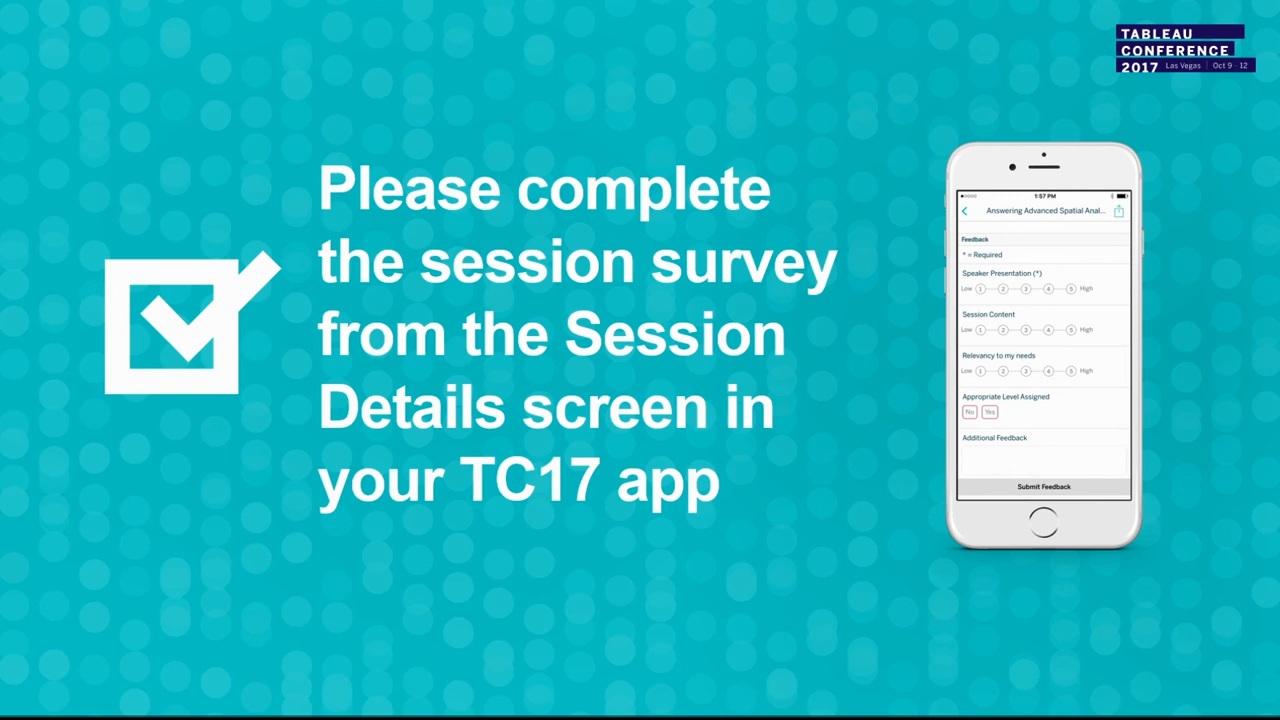 TABLEAU
CONFERENCE
2017 Las Vegas | Oct 9 - 12
Please complete
the session survey
from the Session
Details screen in
your TC17 app
1:57 PM
Answering Advanced Spatial Anal...
Feedback
* = Required
Speaker Presentation (*)
Low 1 2 3 4 5 High
Session Content
Low 1 2 3 4 5 High
Relevancy to my needs
Low 1 2 3 4 5 High
Appropriate Level Assigned
No Yes
Additional Feedback
Submit Feedback